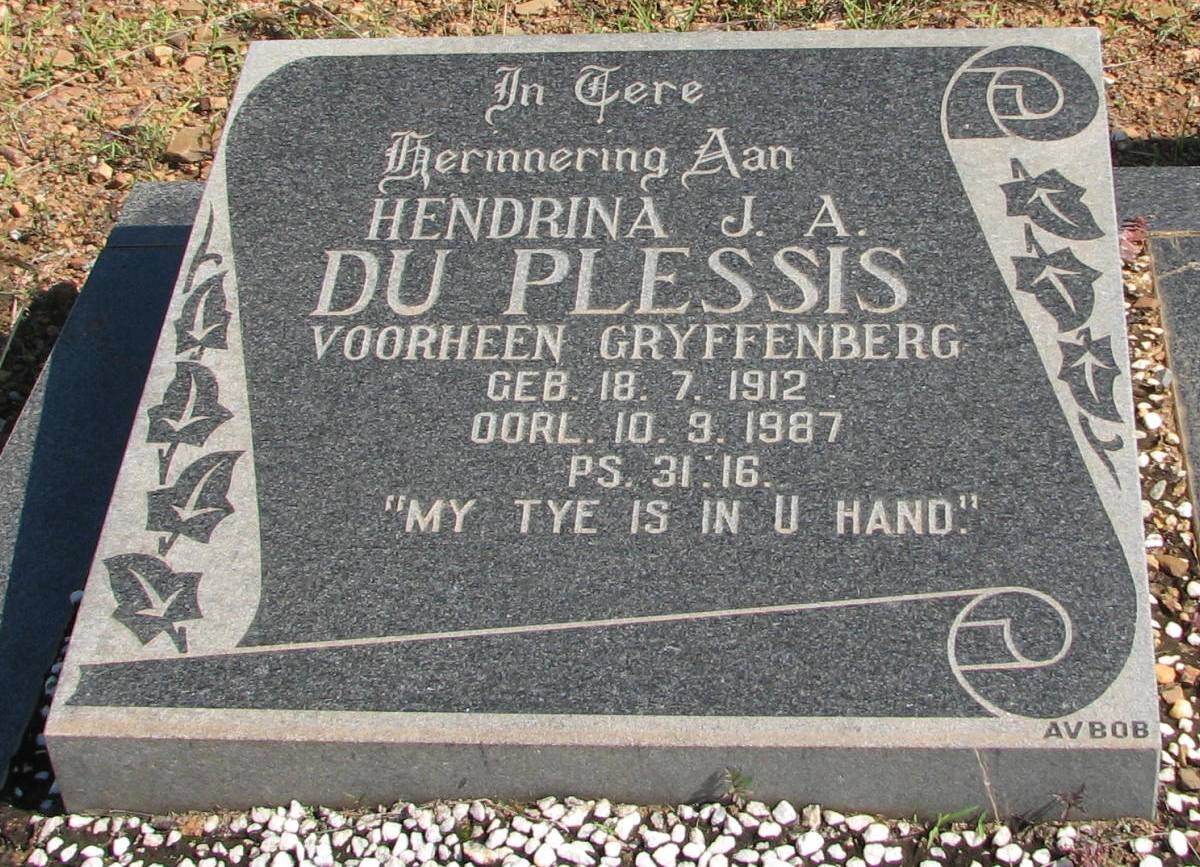 In Tere
Herinnering Aan
HENDRINA J. A.
DU PLESSIS
VOORHEEN GRYFFENBERG
GEB. 18. 7. 1912
OORL. 10. 9. 1987
PS. 31:16.
"MY TYE IS IN U HAND."
AVBOB